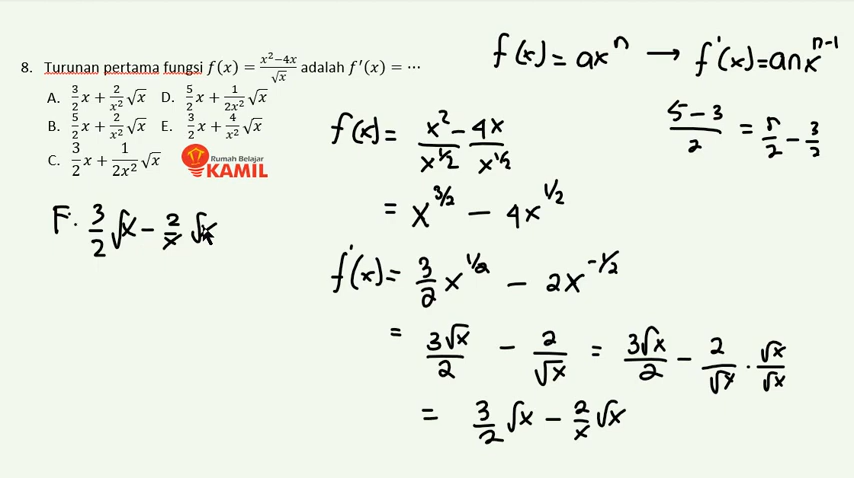 8. Turunan pertama fungsi f(x) = (x²−4x)/√x adalah f′(x) = ⋯
A. 3/2 x + 2/x² √x D. 5/2 x + 1/2x² √x
B. 5/2 x + 2/x² √x E. 3/2 x + 4/x² √x
C. 3/2 x + 1/2x² √x
Rumah Belajar
KAMIL
F. 3/2 √x − 2/x √x
f(x) = axⁿ → f'(x) = anxⁿ⁻¹
(5−3)/2 = 5/2 − 3/2
f(x) = x²/x^(1/2) − 4x/x^(1/2)
= x^(3/2) − 4x^(1/2)
f'(x) = 3/2 x^(1/2) − 2x^(−1/2)
= 3√x/2 − 2/√x = 3√x/2 − 2/√x · √x/√x
= 3/2 √x − 2/x √x